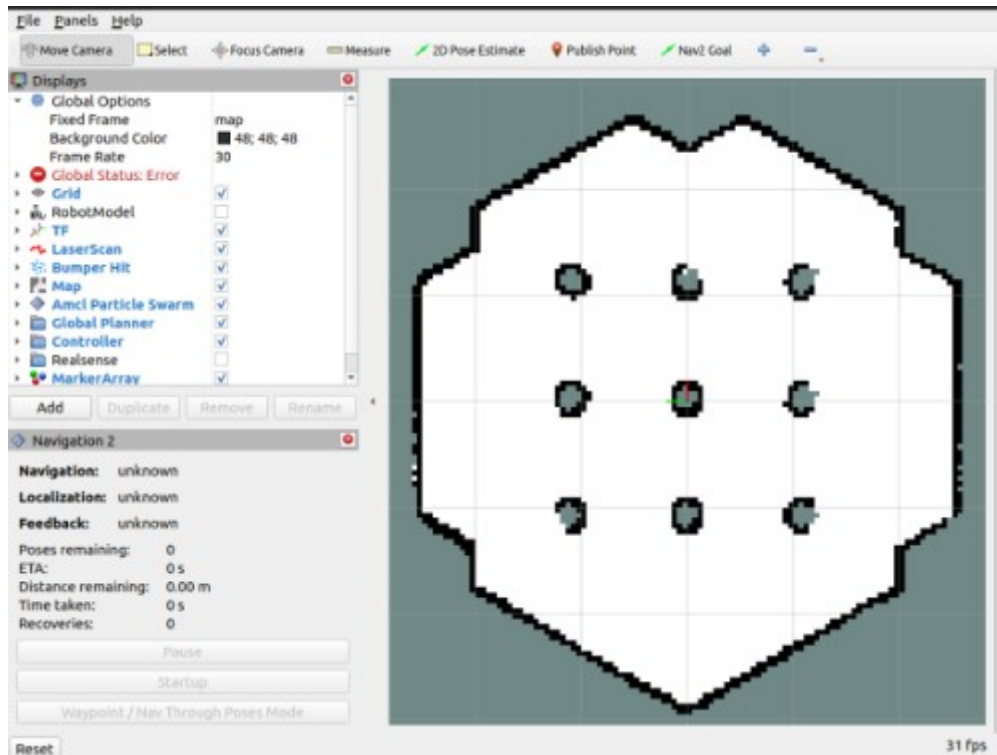 File Panels Help
Move Camera Select Focus Camera Measure 2D Pose Estimate Publish Point Nav2 Goal
Displays
Global Options
Fixed Frame map
Background Color 48; 48; 48
Frame Rate 30
Global Status: Error
Grid
RobotModel
TF
LaserScan
Bumper Hit
Map
Amcl Particle Swarm
Global Planner
Controller
Realsense
MarkerArray
Add Duplicate Remove Rename
Navigation 2
Navigation: unknown
Localization: unknown
Feedback: unknown
Poses remaining: 0
ETA: 0 s
Distance remaining: 0.00 m
Time taken: 0 s
Recoveries: 0
Pause
Startup
Waypoint / Nav Through Poses Mode
Reset 31 fps